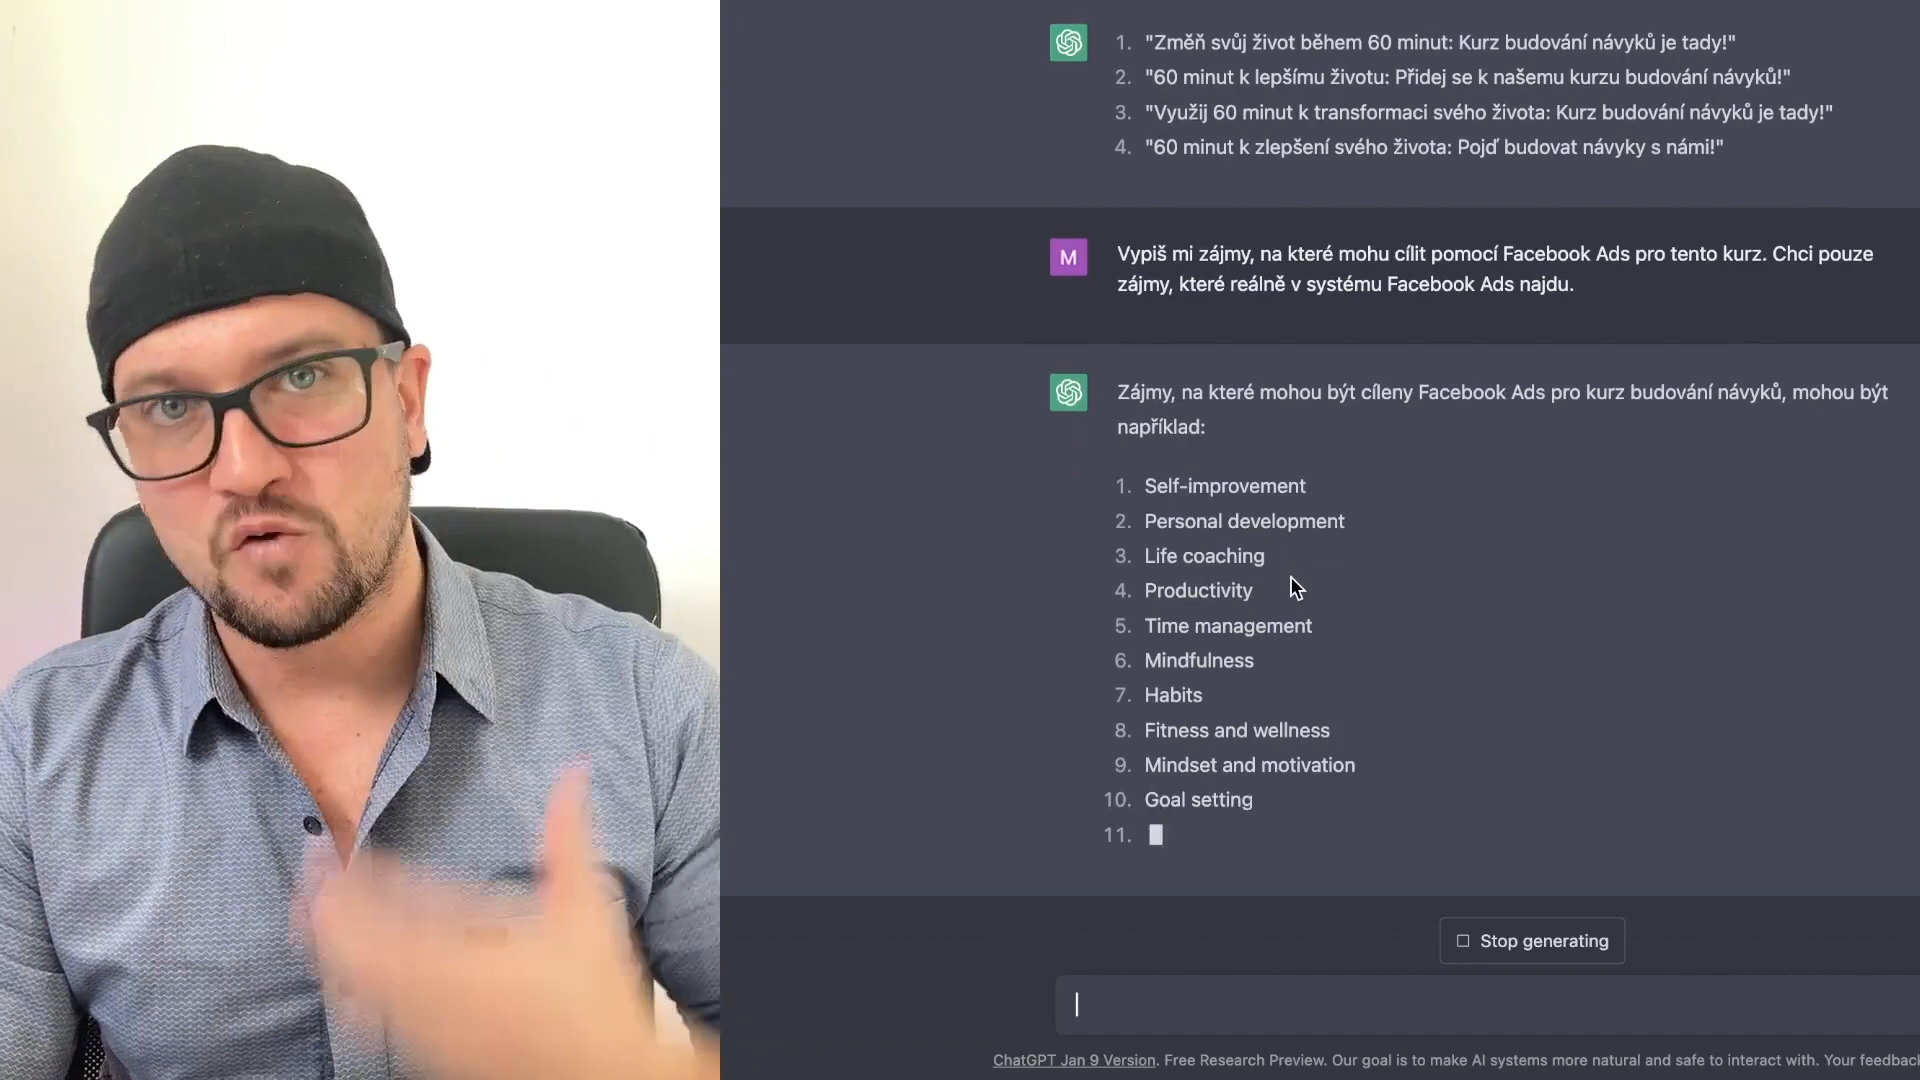 1. "Změň svůj život během 60 minut: Kurz budování návyků je tady!"
2. "60 minut k lepšímu životu: Přidej se k našemu kurzu budování návyků!"
3. "Využij 60 minut k transformaci svého života: Kurz budování návyků je tady!"
4. "60 minut k zlepšení svého života: Pojď budovat návyky s námi!"
M
Vypiš mi zájmy, na které mohu cílit pomocí Facebook Ads pro tento kurz. Chci pouze
zájmy, které reálně v systému Facebook Ads najdu.
Zájmy, na které mohou být cíleny Facebook Ads pro kurz budování návyků, mohou být
například:
1. Self-improvement
2. Personal development
3. Life coaching
4. Productivity
5. Time management
6. Mindfulness
7. Habits
8. Fitness and wellness
9. Mindset and motivation
10. Goal setting
11.
Stop generating
ChatGPT Jan 9 Version. Free Research Preview. Our goal is to make AI systems more natural and safe to interact with. Your feedbac